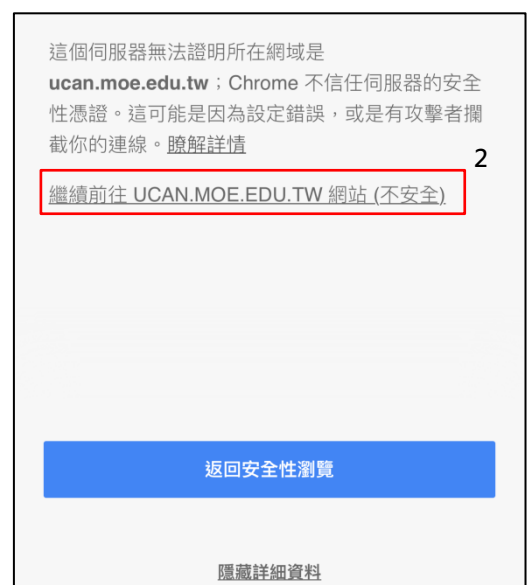 這個伺服器無法證明所在網域是
ucan.moe.edu.tw；Chrome 不信任伺服器的安全
性憑證。這可能是因為設定錯誤，或是有攻擊者攔
截你的連線。瞭解詳情
2
繼續前往 UCAN.MOE.EDU.TW 網站 (不安全)
返回安全性瀏覽
隱藏詳細資料